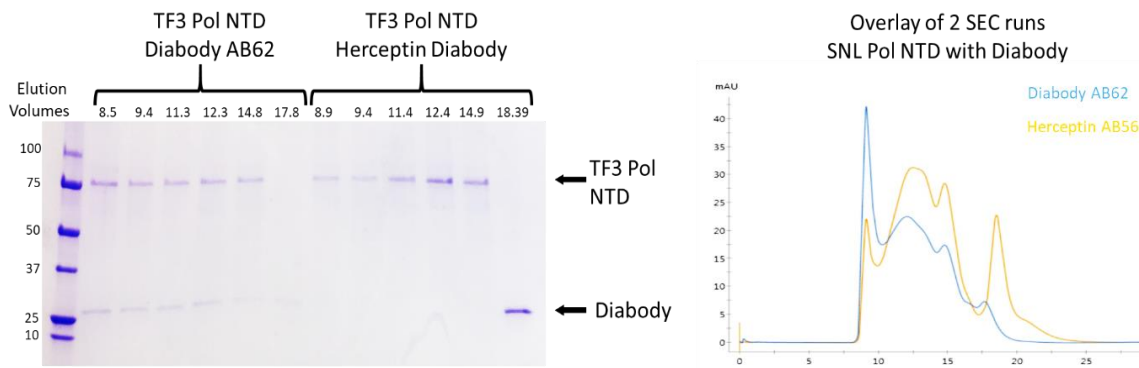 TF3 Pol NTD
Diabody AB62
TF3 Pol NTD
Herceptin Diabody
Elution
Volumes
8.5 9.4 11.3 12.3 14.8 17.8 8.9 9.4 11.4 12.4 14.9 18.39
100
75
50
37
25
10
TF3 Pol
NTD
Diabody
Overlay of 2 SEC runs
SNL Pol NTD with Diabody
mAU
Diabody AB62
Herceptin AB56
40
35
30
25
20
15
10
5
0
0 5 10 15 20 25